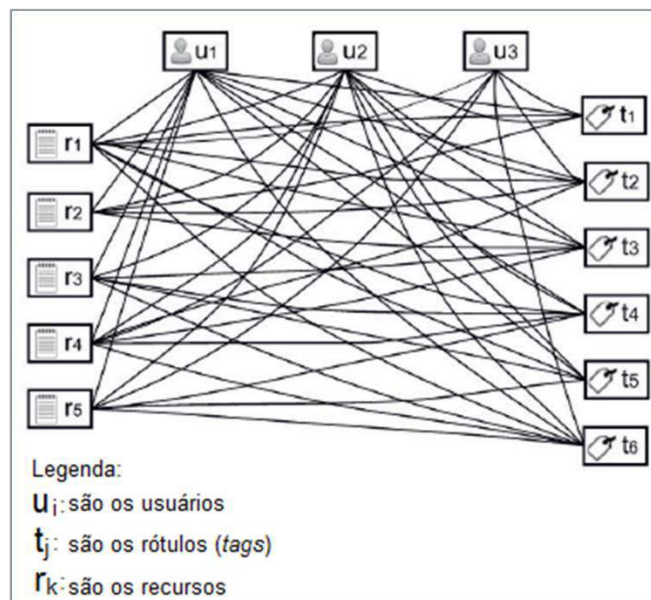 u1 u2 u3
t1
r1
t2
r2
t3
r3
t4
r4
t5
r5
t6
Legenda:
ui: são os usuários
tj: são os rótulos (tags)
rk: são os recursos